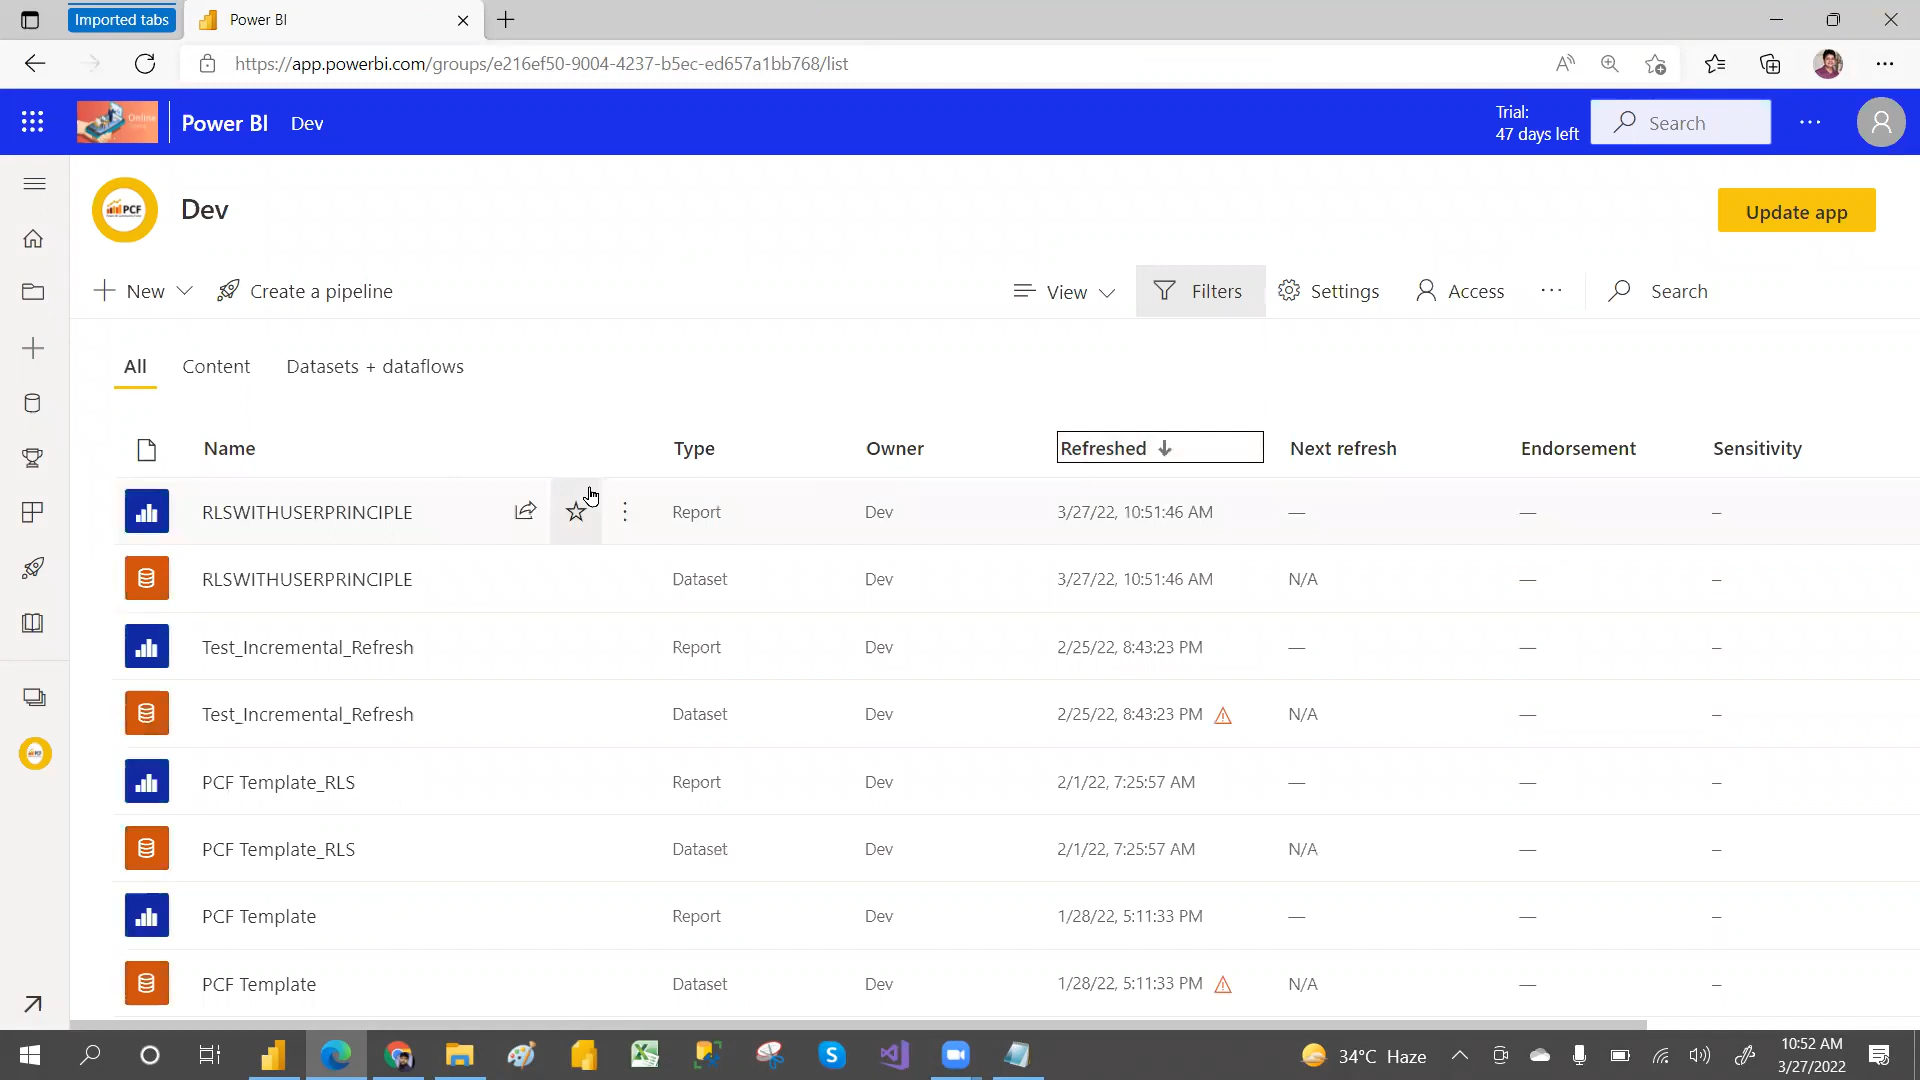 Imported tabs
Power BI
https://app.powerbi.com/groups/e216ef50-9004-4237-b5ec-ed657a1bb768/list
Online
Power BI Dev
Trial:
47 days left
Search
PCF
Dev
Update app
New Create a pipeline View Filters Settings Access Search
All Content Datasets + dataflows
Name Type Owner Refreshed Next refresh Endorsement Sensitivity
RLSWITHUSERPRINCIPLE Report Dev 3/27/22, 10:51:46 AM — — –
RLSWITHUSERPRINCIPLE Dataset Dev 3/27/22, 10:51:46 AM N/A — –
Test_Incremental_Refresh Report Dev 2/25/22, 8:43:23 PM — — –
Test_Incremental_Refresh Dataset Dev 2/25/22, 8:43:23 PM N/A — –
PCF Template_RLS Report Dev 2/1/22, 7:25:57 AM — — –
PCF Template_RLS Dataset Dev 2/1/22, 7:25:57 AM N/A — –
PCF Template Report Dev 1/28/22, 5:11:33 PM — — –
PCF Template Dataset Dev 1/28/22, 5:11:33 PM N/A — –
34°C Haze
10:52 AM
3/27/2022